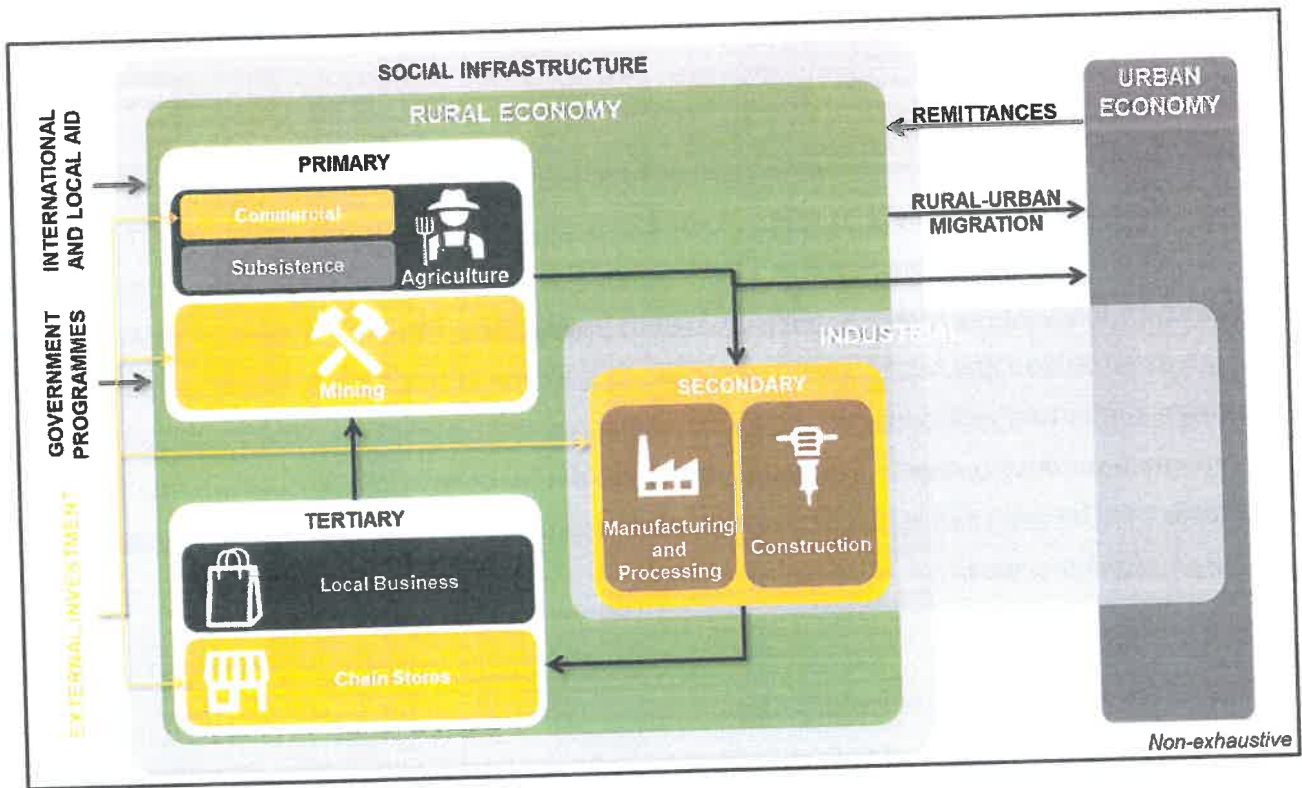 SOCIAL INFRASTRUCTURE
RURAL ECONOMY
URBAN
ECONOMY
INTERNATIONAL
AND LOCAL AID
GOVERNMENT
PROGRAMMES
EXTERNAL INVESTMENT
PRIMARY
Commercial
Subsistence
Agriculture
Mining
REMITTANCES
RURAL-URBAN
MIGRATION
INDUSTRIAL
SECONDARY
Manufacturing
and
Processing
Construction
TERTIARY
Local Business
Chain Stores
Non-exhaustive